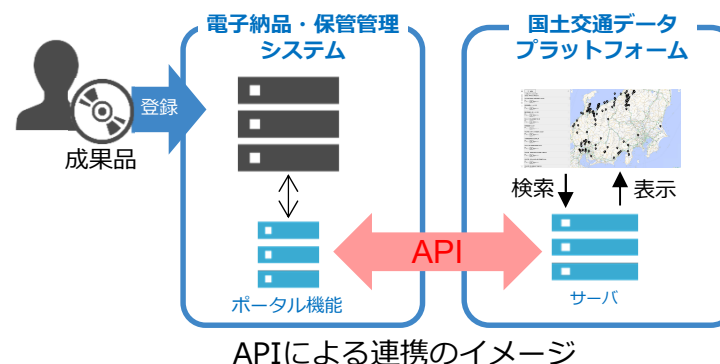 電子納品・保管管理
システム
国土交通データ
プラットフォーム
登録
成果品
検索
表示
API
ポータル機能
サーバ
APIによる連携のイメージ